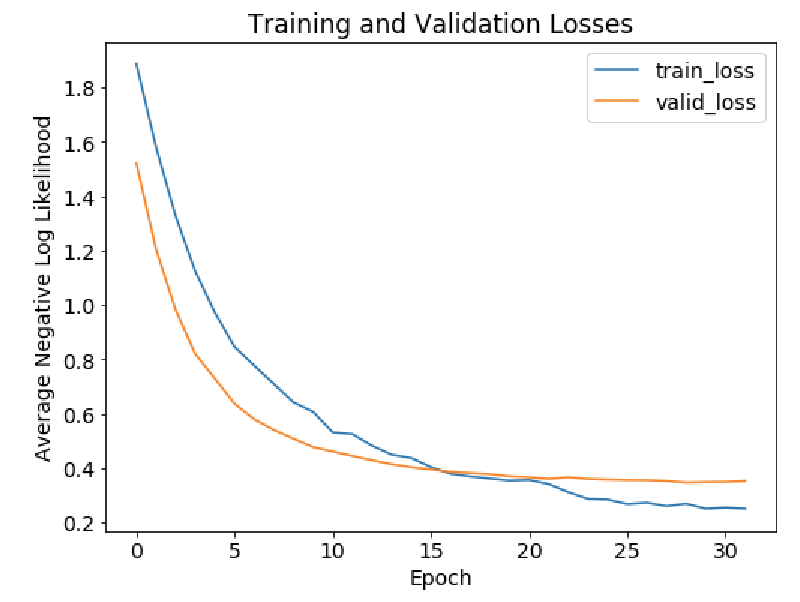 Training and Validation Losses
train_loss
valid_loss
Average Negative Log Likelihood
1.8
1.6
1.4
1.2
1.0
0.8
0.6
0.4
0.2
0 5 10 15 20 25 30
Epoch